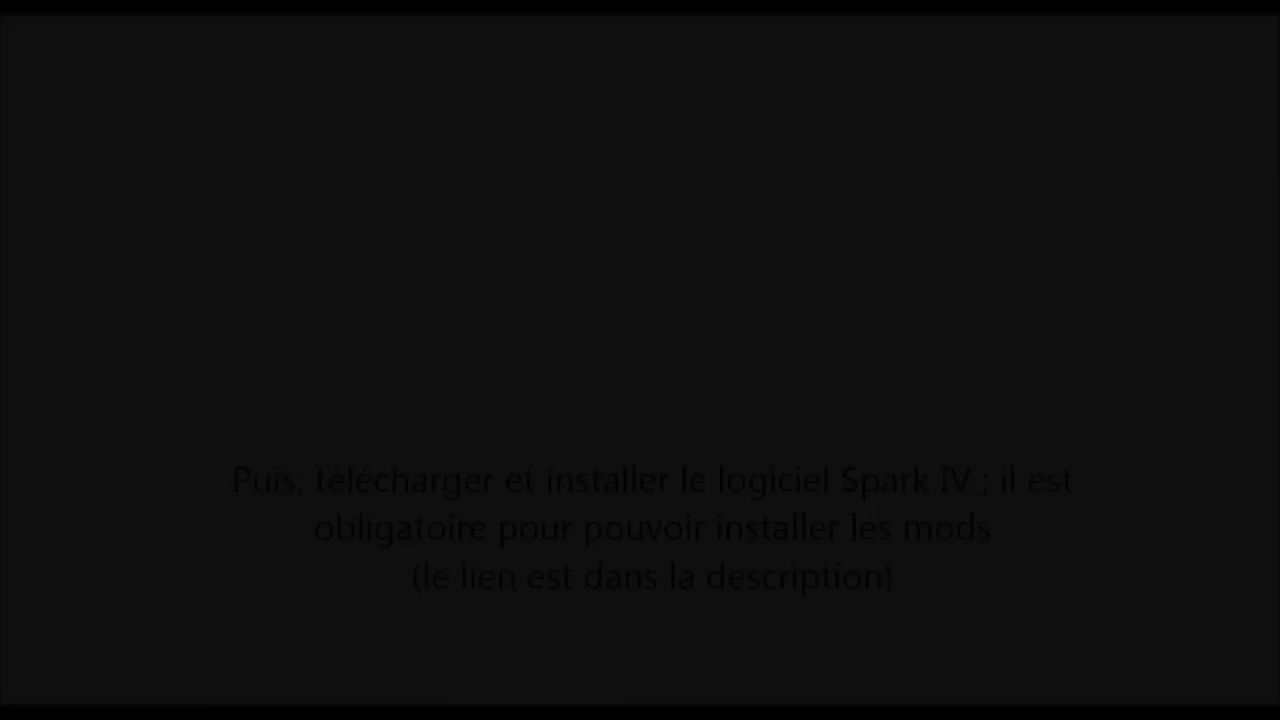 Puis, télécharger et installer le logiciel Spark IV ; il est
obligatoire pour pouvoir installer les mods
(le lien est dans la description)